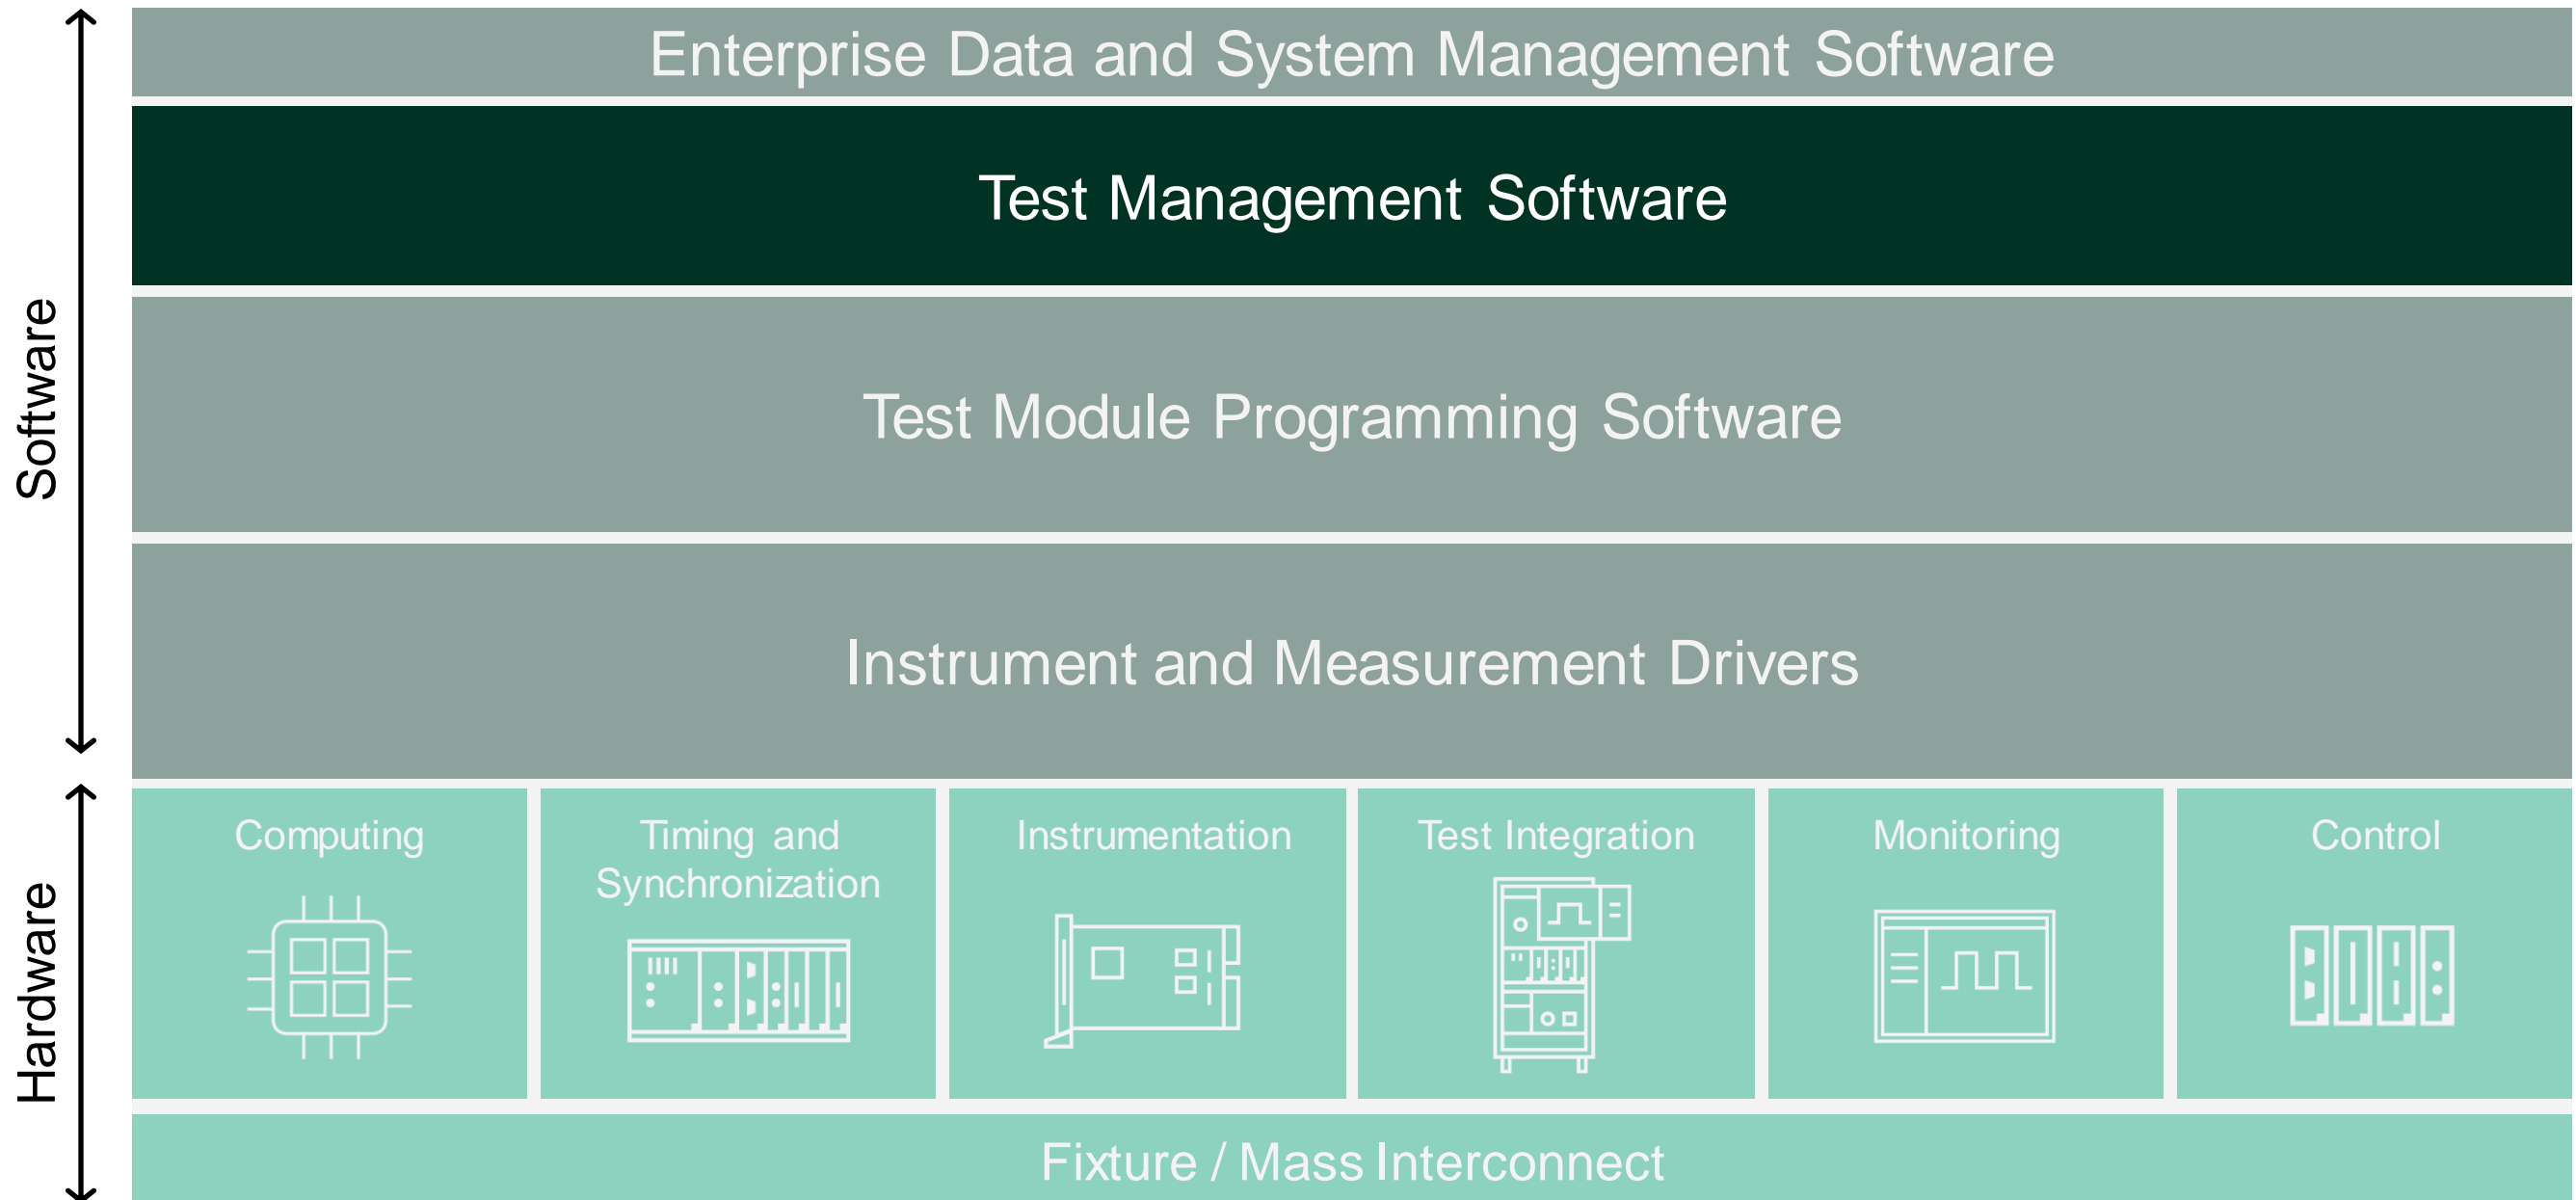 Enterprise Data and System Management Software
Test Management Software
Test Module Programming Software
Instrument and Measurement Drivers
Software
Computing
Timing and
Synchronization
Instrumentation
Test Integration
Monitoring
Control
Hardware
Fixture / Mass Interconnect